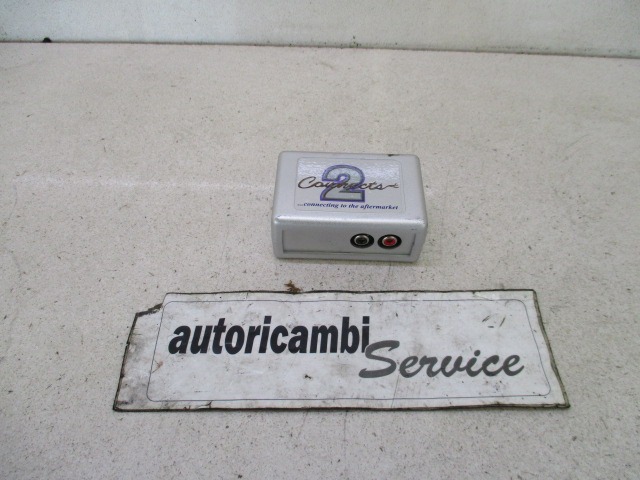 2
Connects
...connecting to the aftermarket
autoricambi
Service